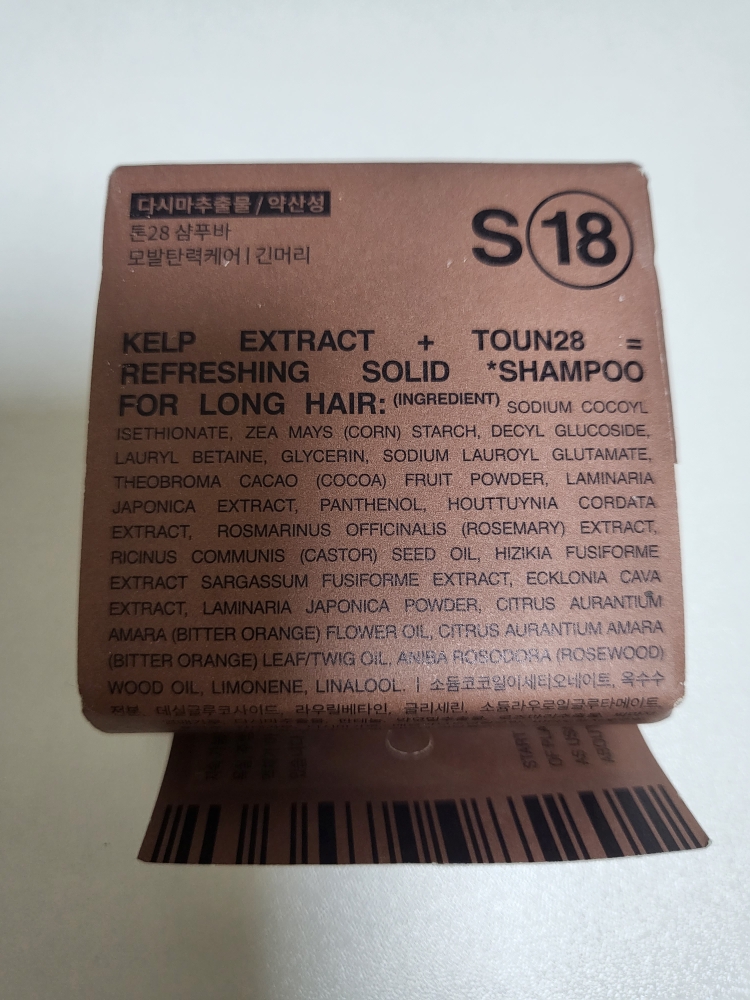 다시마추출물 / 약산성
톤28 샴푸바
모발탄력케어 | 긴머리
S 18
KELP EXTRACT + TOUN28 =
REFRESHING SOLID *SHAMPOO
FOR LONG HAIR: (INGREDIENT) SODIUM COCOYL
ISETHIONATE, ZEA MAYS (CORN) STARCH, DECYL GLUCOSIDE,
LAURYL BETAINE, GLYCERIN, SODIUM LAUROYL GLUTAMATE,
THEOBROMA CACAO (COCOA) FRUIT POWDER, LAMINARIA
JAPONICA EXTRACT, PANTHENOL, HOUTTUYNIA CORDATA
EXTRACT, ROSMARINUS OFFICINALIS (ROSEMARY) EXTRACT,
RICINUS COMMUNIS (CASTOR) SEED OIL, HIZIKIA FUSIFORME
EXTRACT SARGASSUM FUSIFORME EXTRACT, ECKLONIA CAVA
EXTRACT, LAMINARIA JAPONICA POWDER, CITRUS AURANTIUM
AMARA (BITTER ORANGE) FLOWER OIL, CITRUS AURANTIUM AMARA
(BITTER ORANGE) LEAF/TWIG OIL, ANIBA ROSODORA (ROSEWOOD)
WOOD OIL, LIMONENE, LINALOOL. | 소듐코코일이세티오네이트, 옥수수
전분, 데실글루코사이드, 라우릴베타인, 글리세린, 소듐라우로일글루타메이트,
START
OF PLA
AS USI
ABOU